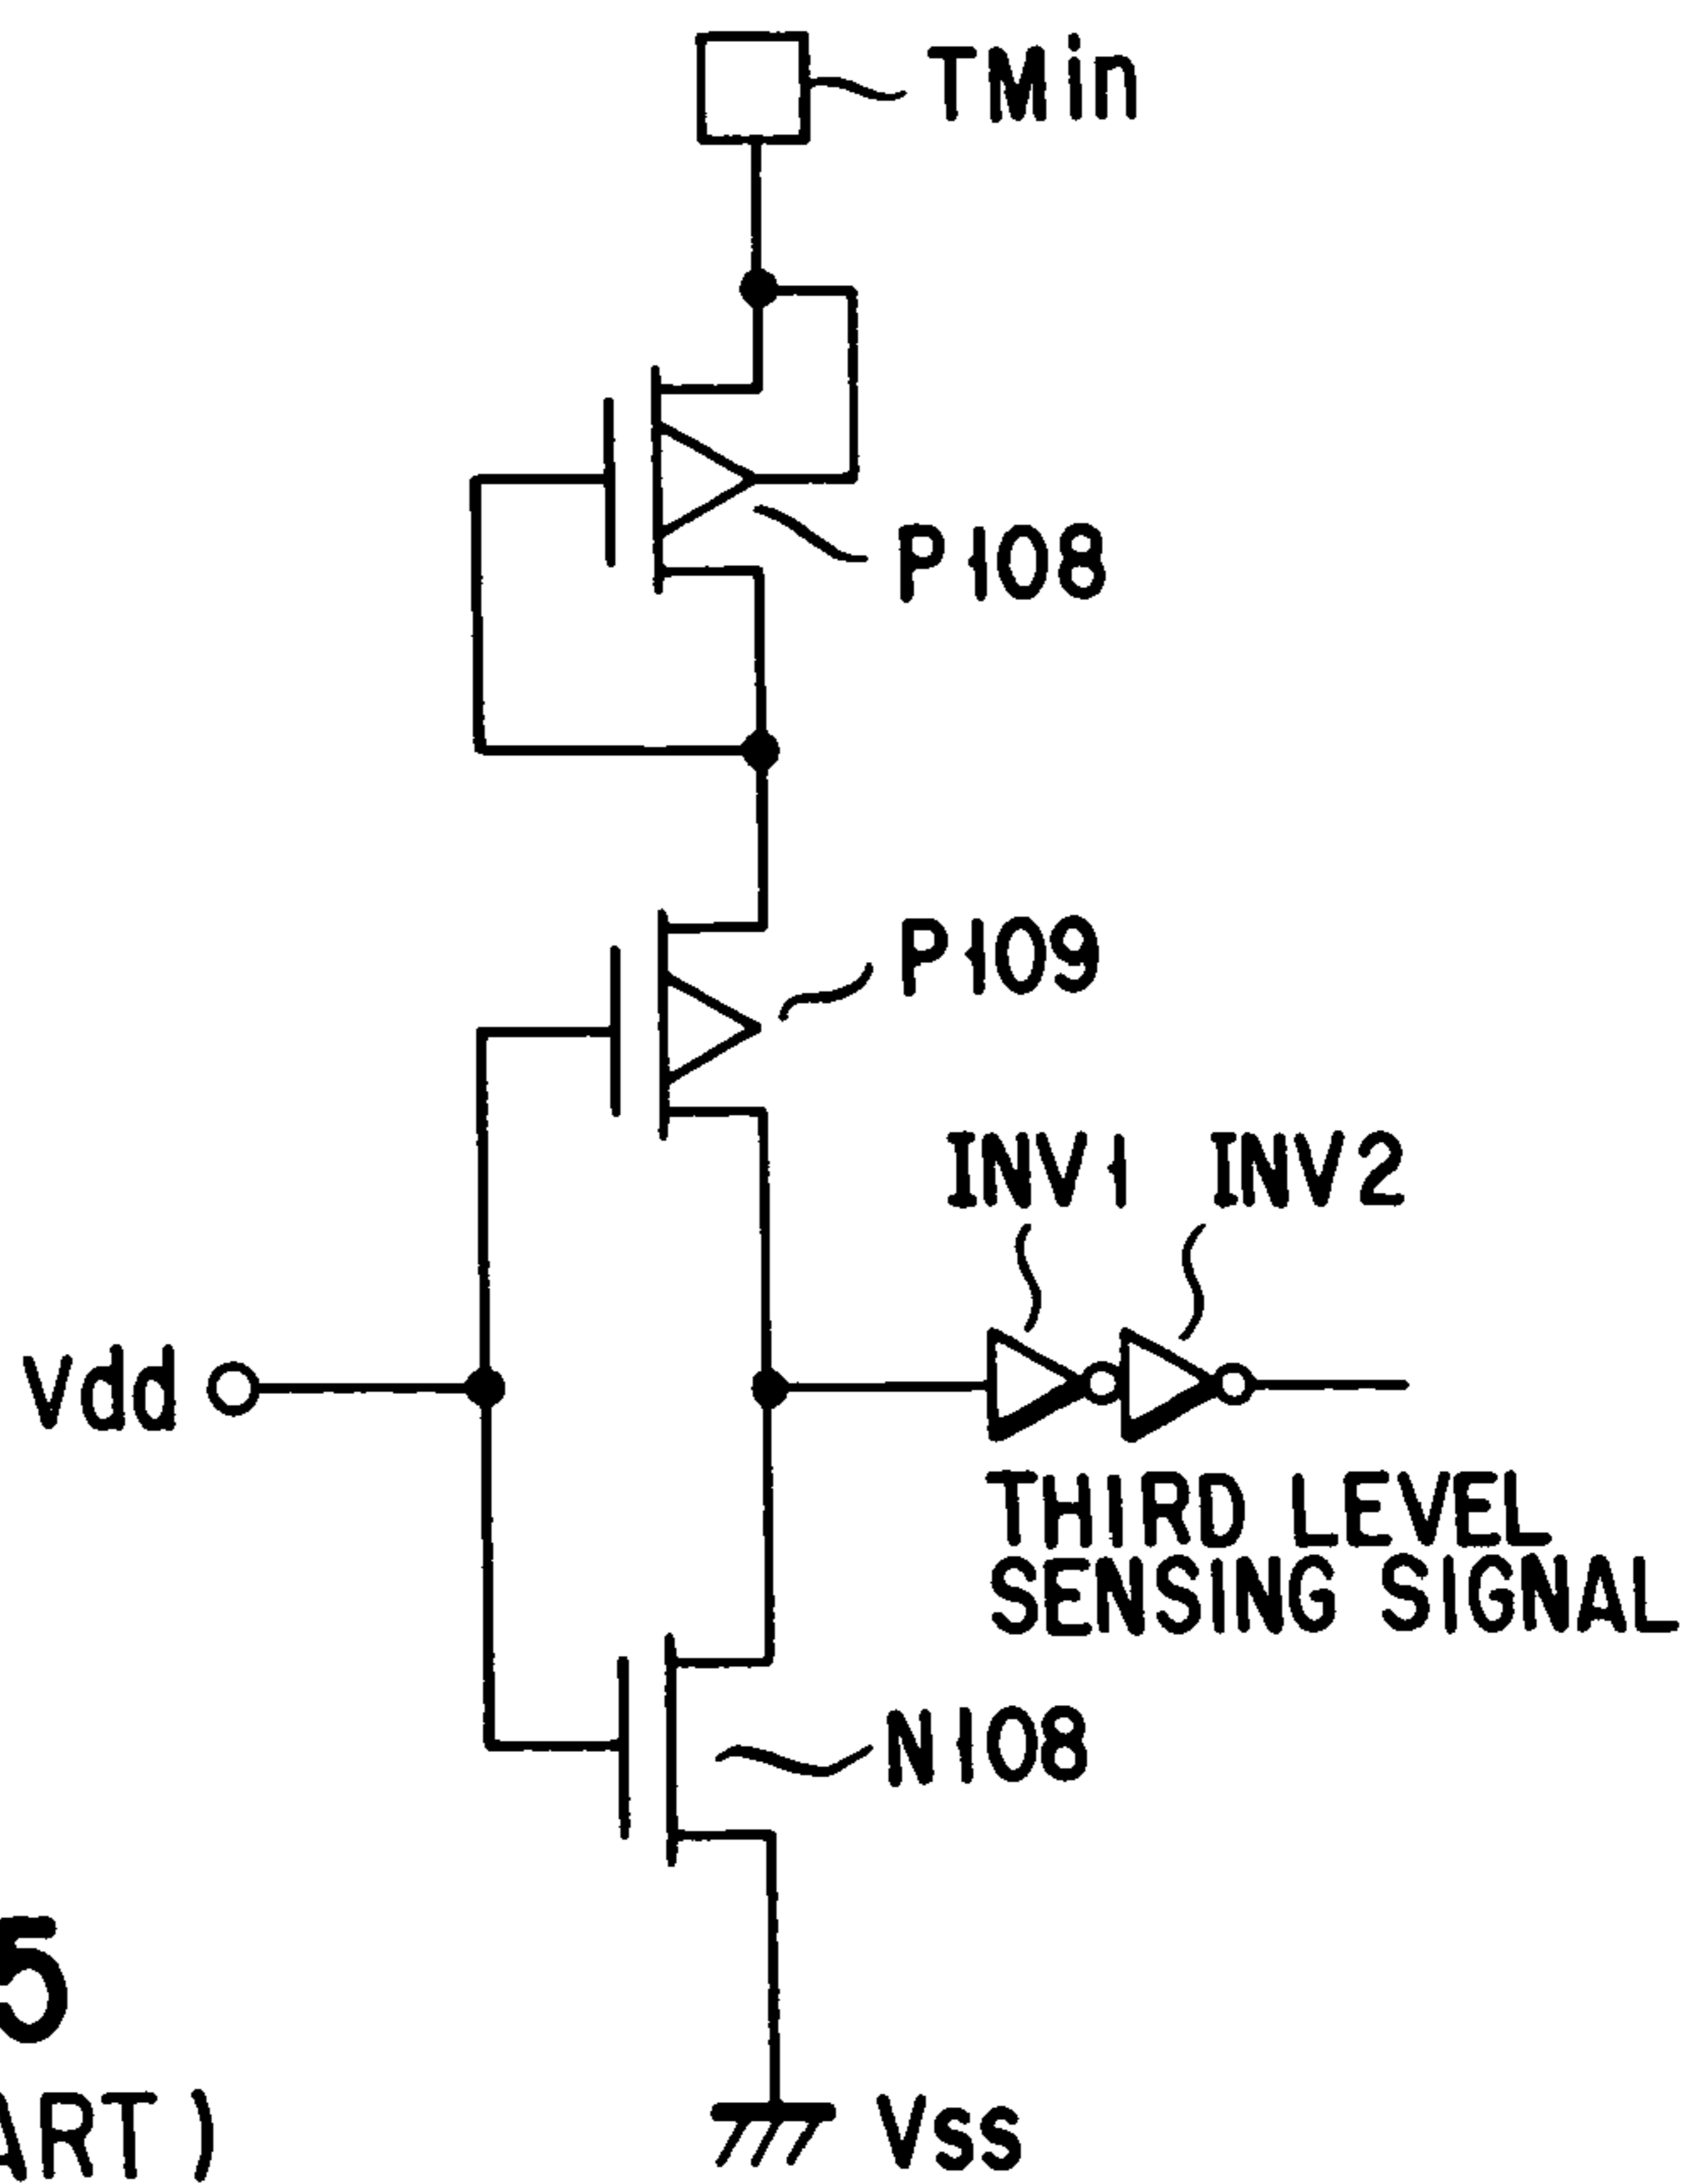 TMin
P108
P109
INV1 INV2
Vdd
THIRD LEVEL
SENSING SIGNAL
N108
5
ART)
Vss